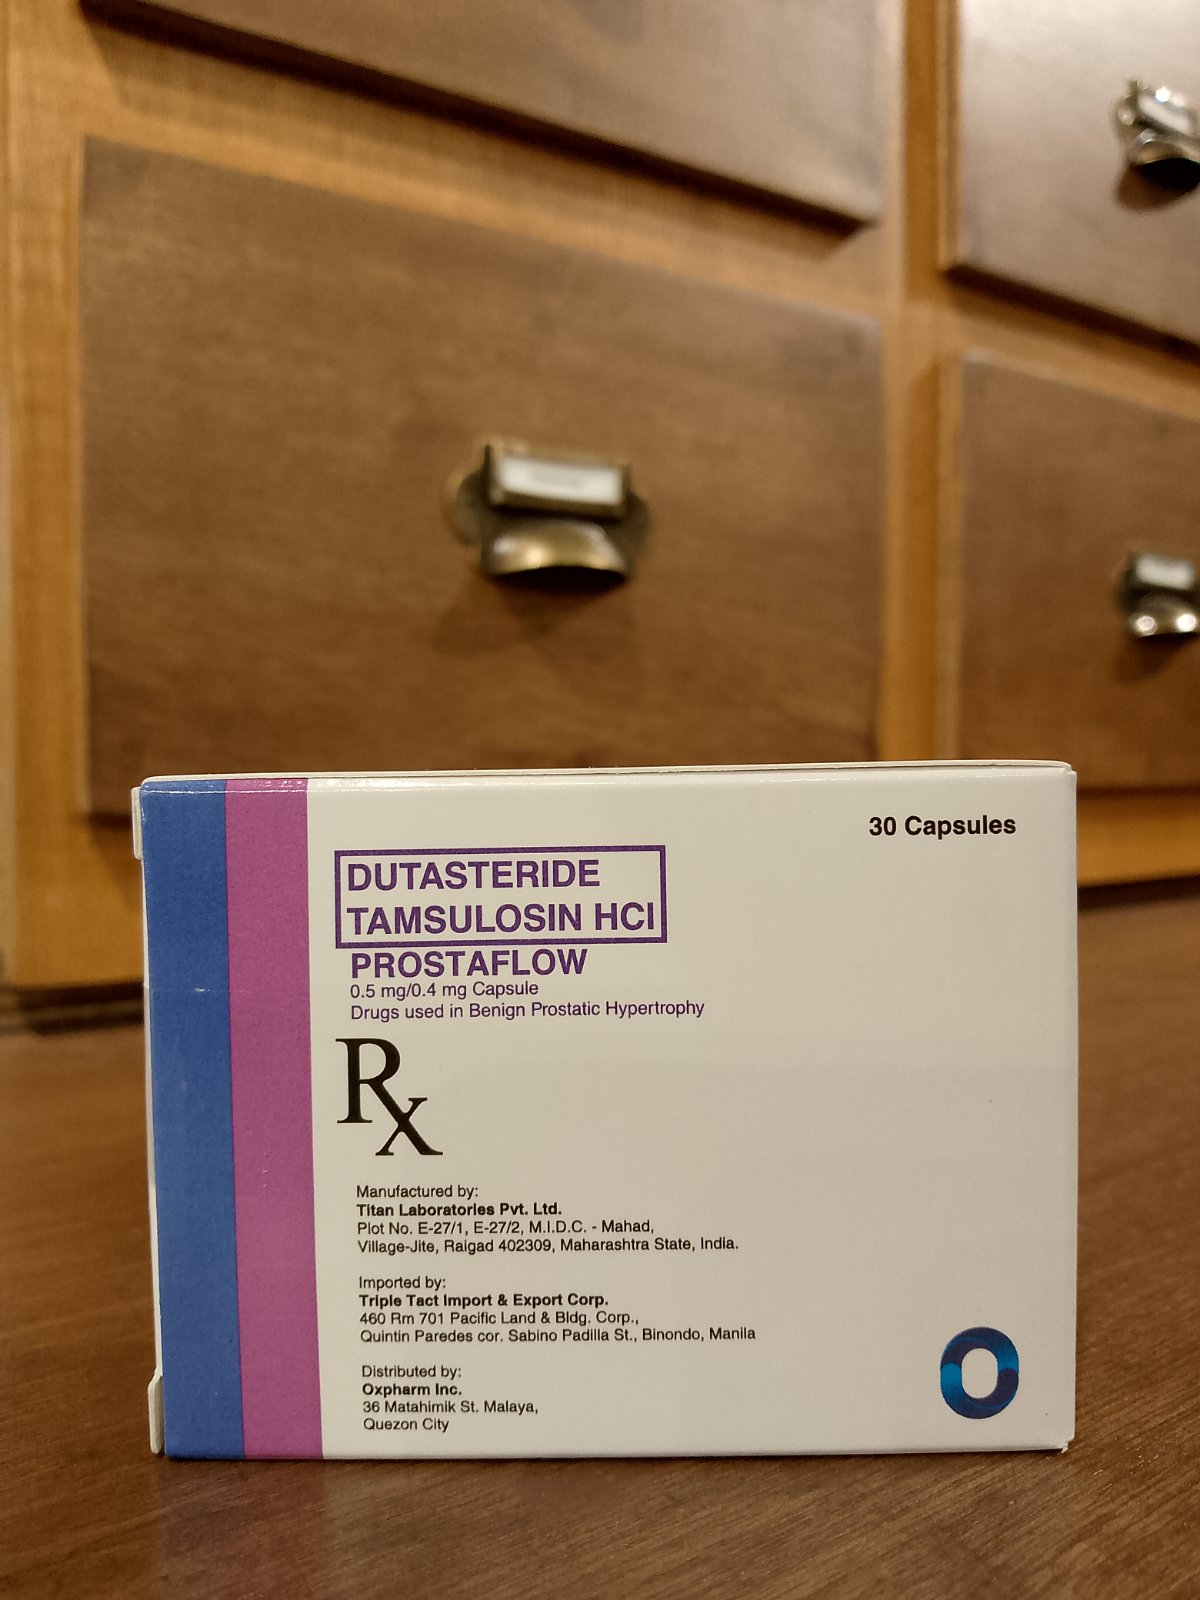 30 Capsules
DUTASTERIDE
TAMSULOSIN HCl
PROSTAFLOW
0.5 mg/0.4 mg Capsule
Drugs used in Benign Prostatic Hypertrophy
Rx
Manufactured by:
Titan Laboratories Pvt. Ltd.
Plot No. E-27/1, E-27/2, M.I.D.C. - Mahad,
Village-Jite, Raigad 402309, Maharashtra State, India.
Imported by:
Triple Tact Import & Export Corp.
460 Rm 701 Pacific Land & Bldg. Corp.,
Quintin Paredes cor. Sabino Padilla St., Binondo, Manila
Distributed by:
Oxpharm Inc.
36 Matahimik St. Malaya,
Quezon City